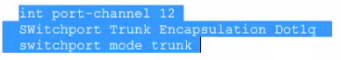 int port-channel 12
SWitchport Trunk Encapsulation Dot1q
switchport mode trunk